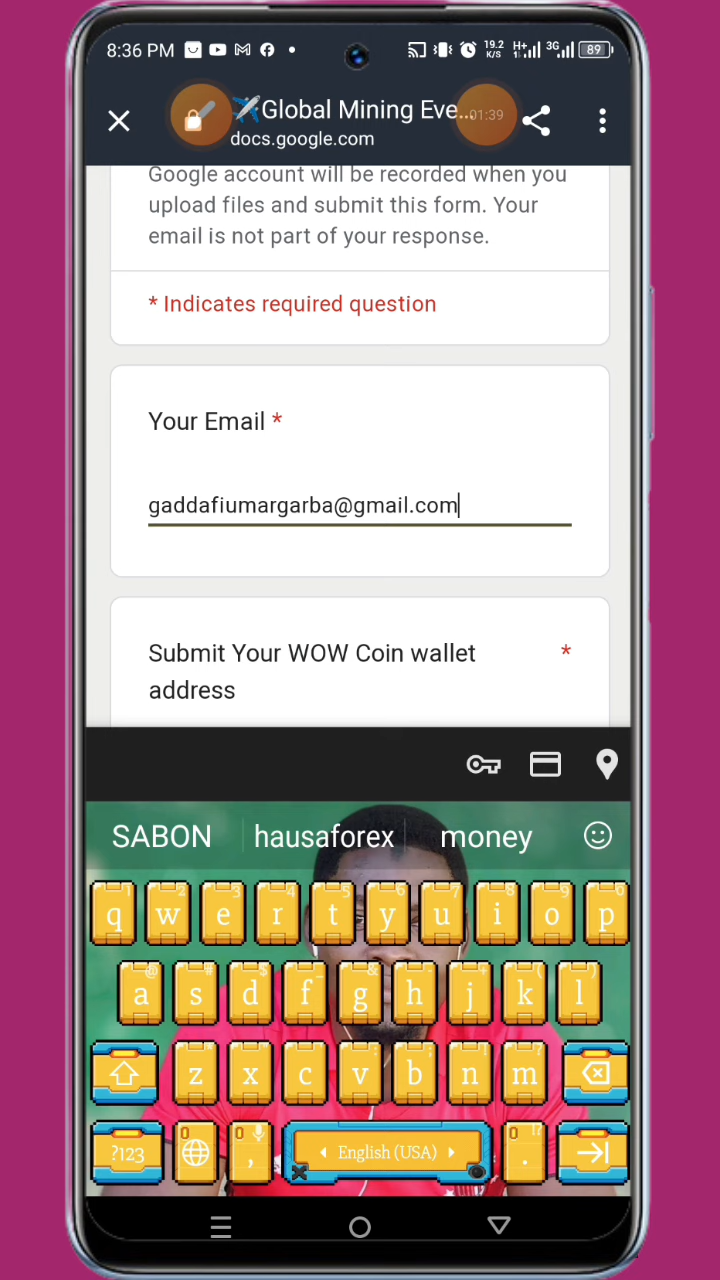 8:36 PM
19.2 K/S H+ 3G 89
✈️Global Mining Eve...
01:39
docs.google.com
Google account will be recorded when you
upload files and submit this form. Your
email is not part of your response.
* Indicates required question
Your Email *
gaddafiumargarba@gmail.com
Submit Your WOW Coin wallet *
address
SABON hausaforex money
q w e r t y u i o p
a s d f g h j k l
z x c v b n m
?123 , English (USA) .